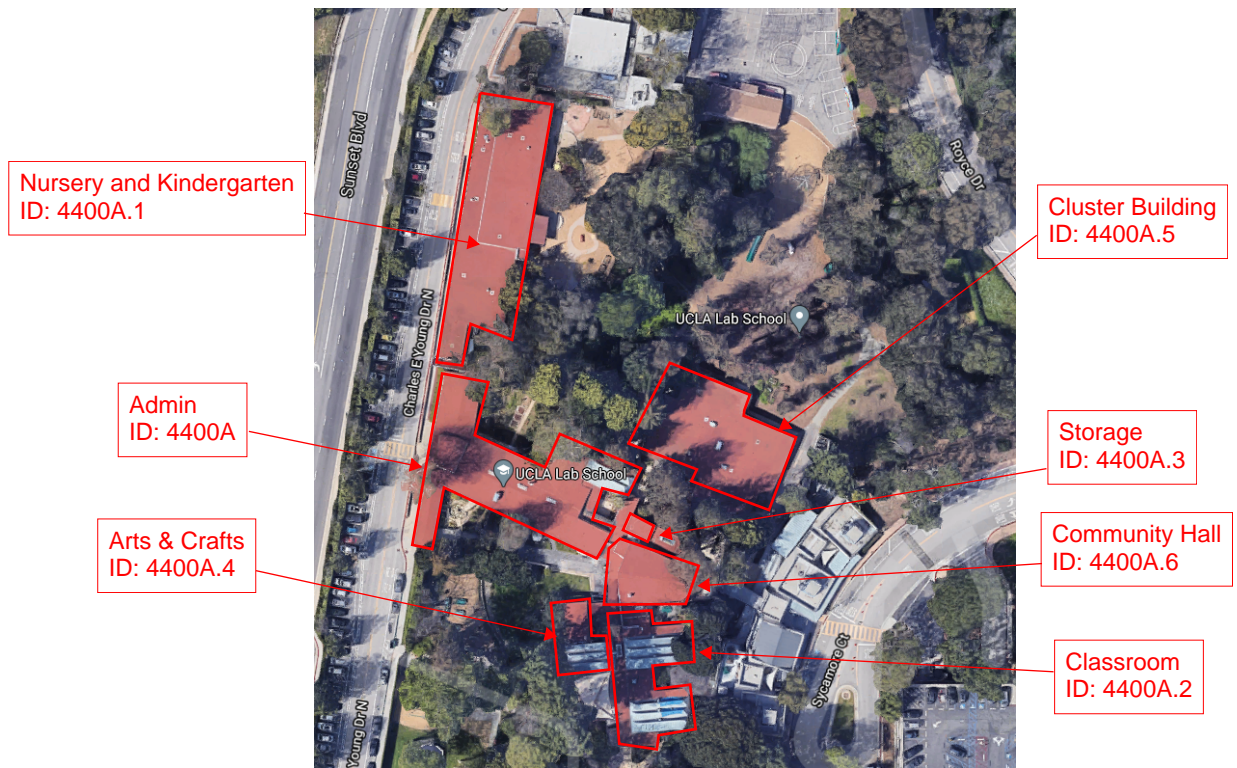 Sunset Blvd
Royce Dr
Nursery and Kindergarten
ID: 4400A.1
Cluster Building
ID: 4400A.5
UCLA Lab School
Charles E Young Dr N
Admin
ID: 4400A
Storage
ID: 4400A.3
UCLA Lab School
Arts & Crafts
ID: 4400A.4
Community Hall
ID: 4400A.6
Classroom
ID: 4400A.2
Sycamore Ct
Young Dr N